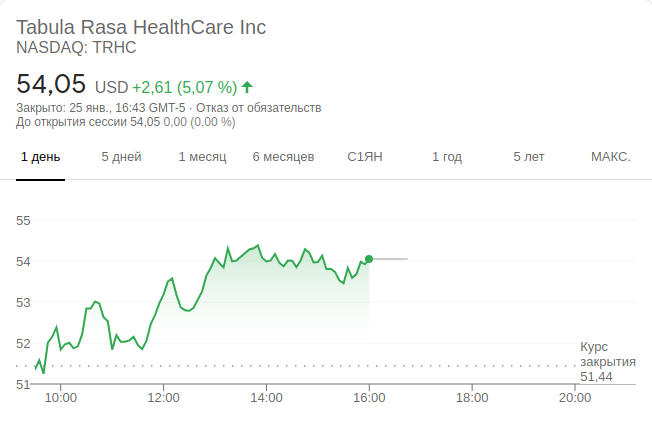 Tabula Rasa HealthCare Inc
NASDAQ: TRHC
54,05 USD +2,61 (5,07 %)
Закрыто: 25 янв., 16:43 GMT-5 · Отказ от обязательств
До открытия сессии 54,05 0,00 (0,00 %)
1 день 5 дней 1 месяц 6 месяцев С1ЯН 1 год 5 лет МАКС.
55
54
53
52
Курс
закрытия
51,44
51
10:00 12:00 14:00 16:00 18:00 20:00